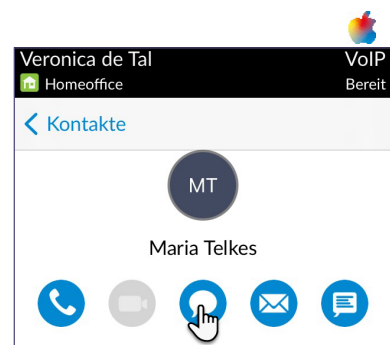 Veronica de Tal VoIP
Homeoffice Bereit
Kontakte
MT
Maria Telkes